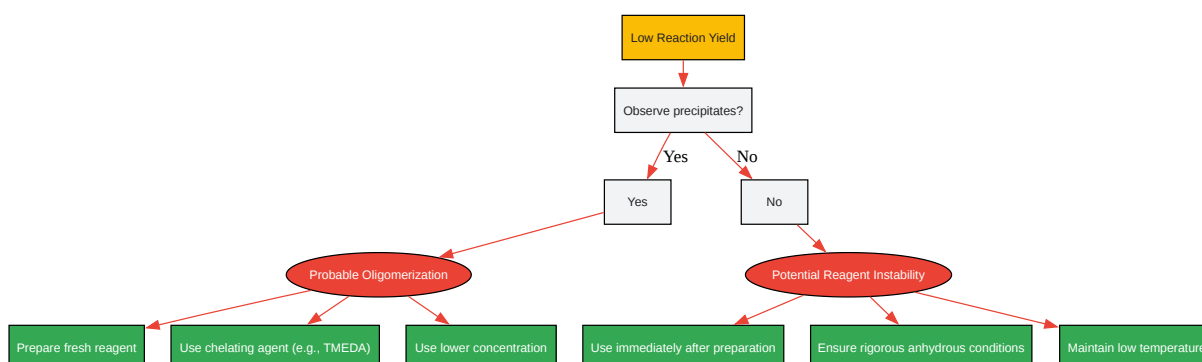 Low Reaction Yield
Observe precipitates?
Yes
No
Yes
No
Probable Oligomerization
Potential Reagent Instability
Prepare fresh reagent
Use chelating agent (e.g., TMEDA)
Use lower concentration
Use immediately after preparation
Ensure rigorous anhydrous conditions
Maintain low temperature